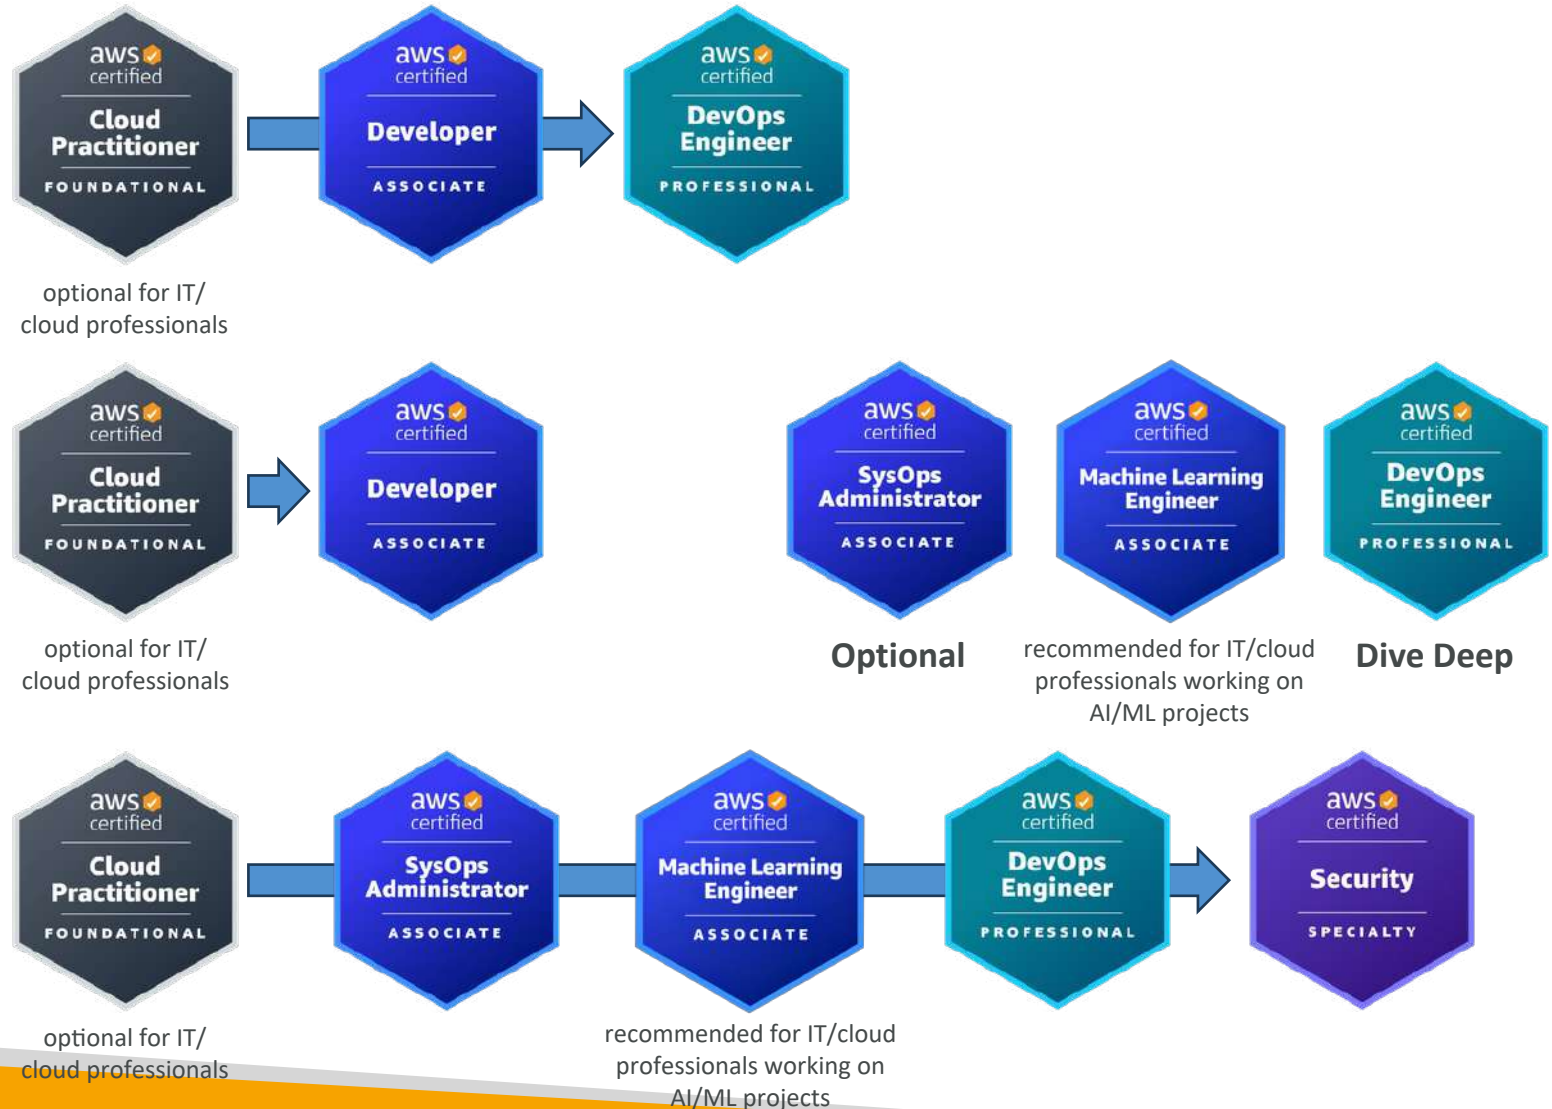 aws
certified
Cloud
Practitioner
FOUNDATIONAL
optional for IT/
cloud professionals
aws
certified
Developer
ASSOCIATE
aws
certified
DevOps
Engineer
PROFESSIONAL
aws
certified
Cloud
Practitioner
FOUNDATIONAL
optional for IT/
cloud professionals
aws
certified
Developer
ASSOCIATE
aws
certified
SysOps
Administrator
ASSOCIATE
Optional
aws
certified
Machine Learning
Engineer
ASSOCIATE
recommended for IT/cloud
professionals working on
AI/ML projects
aws
certified
DevOps
Engineer
PROFESSIONAL
Dive Deep
aws
certified
Cloud
Practitioner
FOUNDATIONAL
optional for IT/
cloud professionals
aws
certified
SysOps
Administrator
ASSOCIATE
aws
certified
Machine Learning
Engineer
ASSOCIATE
recommended for IT/cloud
professionals working on
AI/ML projects
aws
certified
DevOps
Engineer
PROFESSIONAL
aws
certified
Security
SPECIALTY